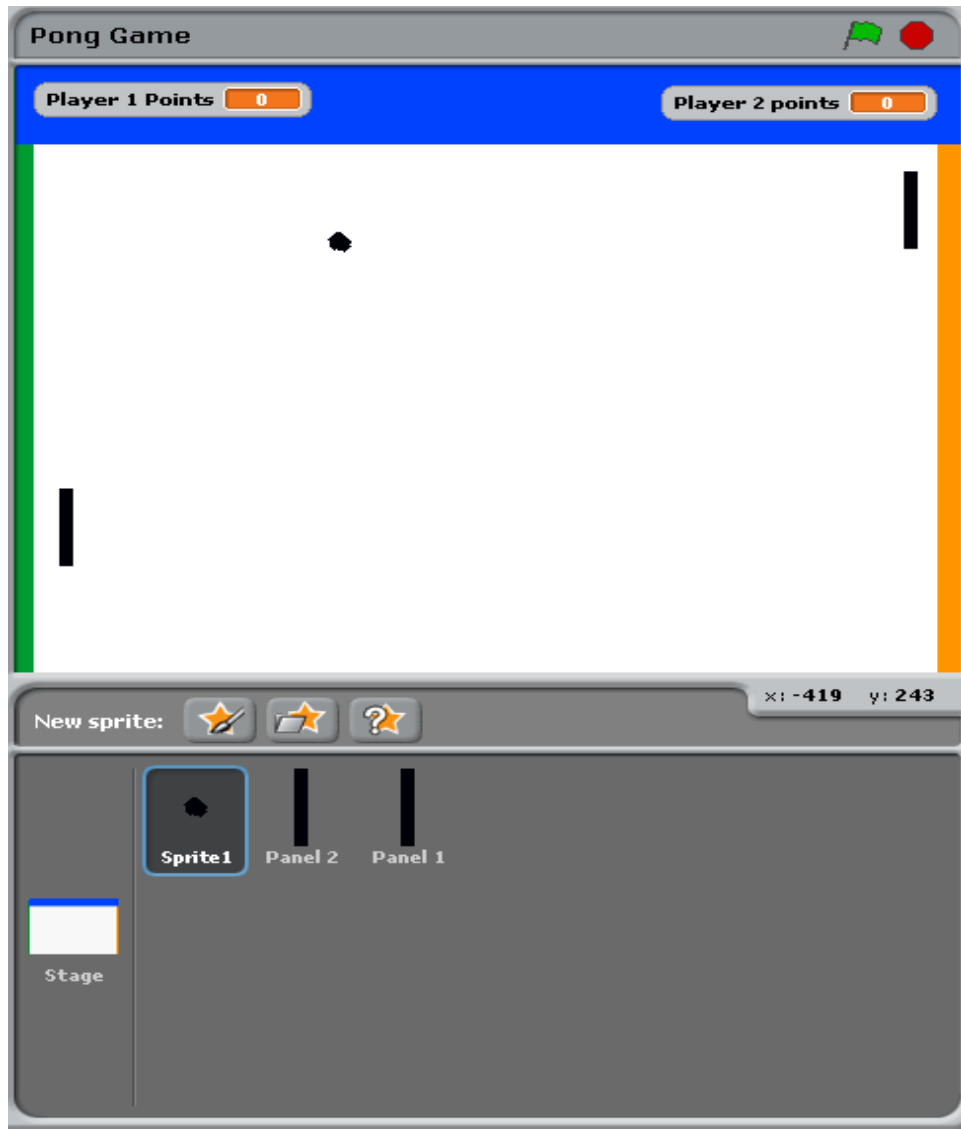 Pong Game
Player 1 Points 0
Player 2 points 0
x: -419 y: 243
New sprite:
Sprite1
Panel 2
Panel 1
Stage